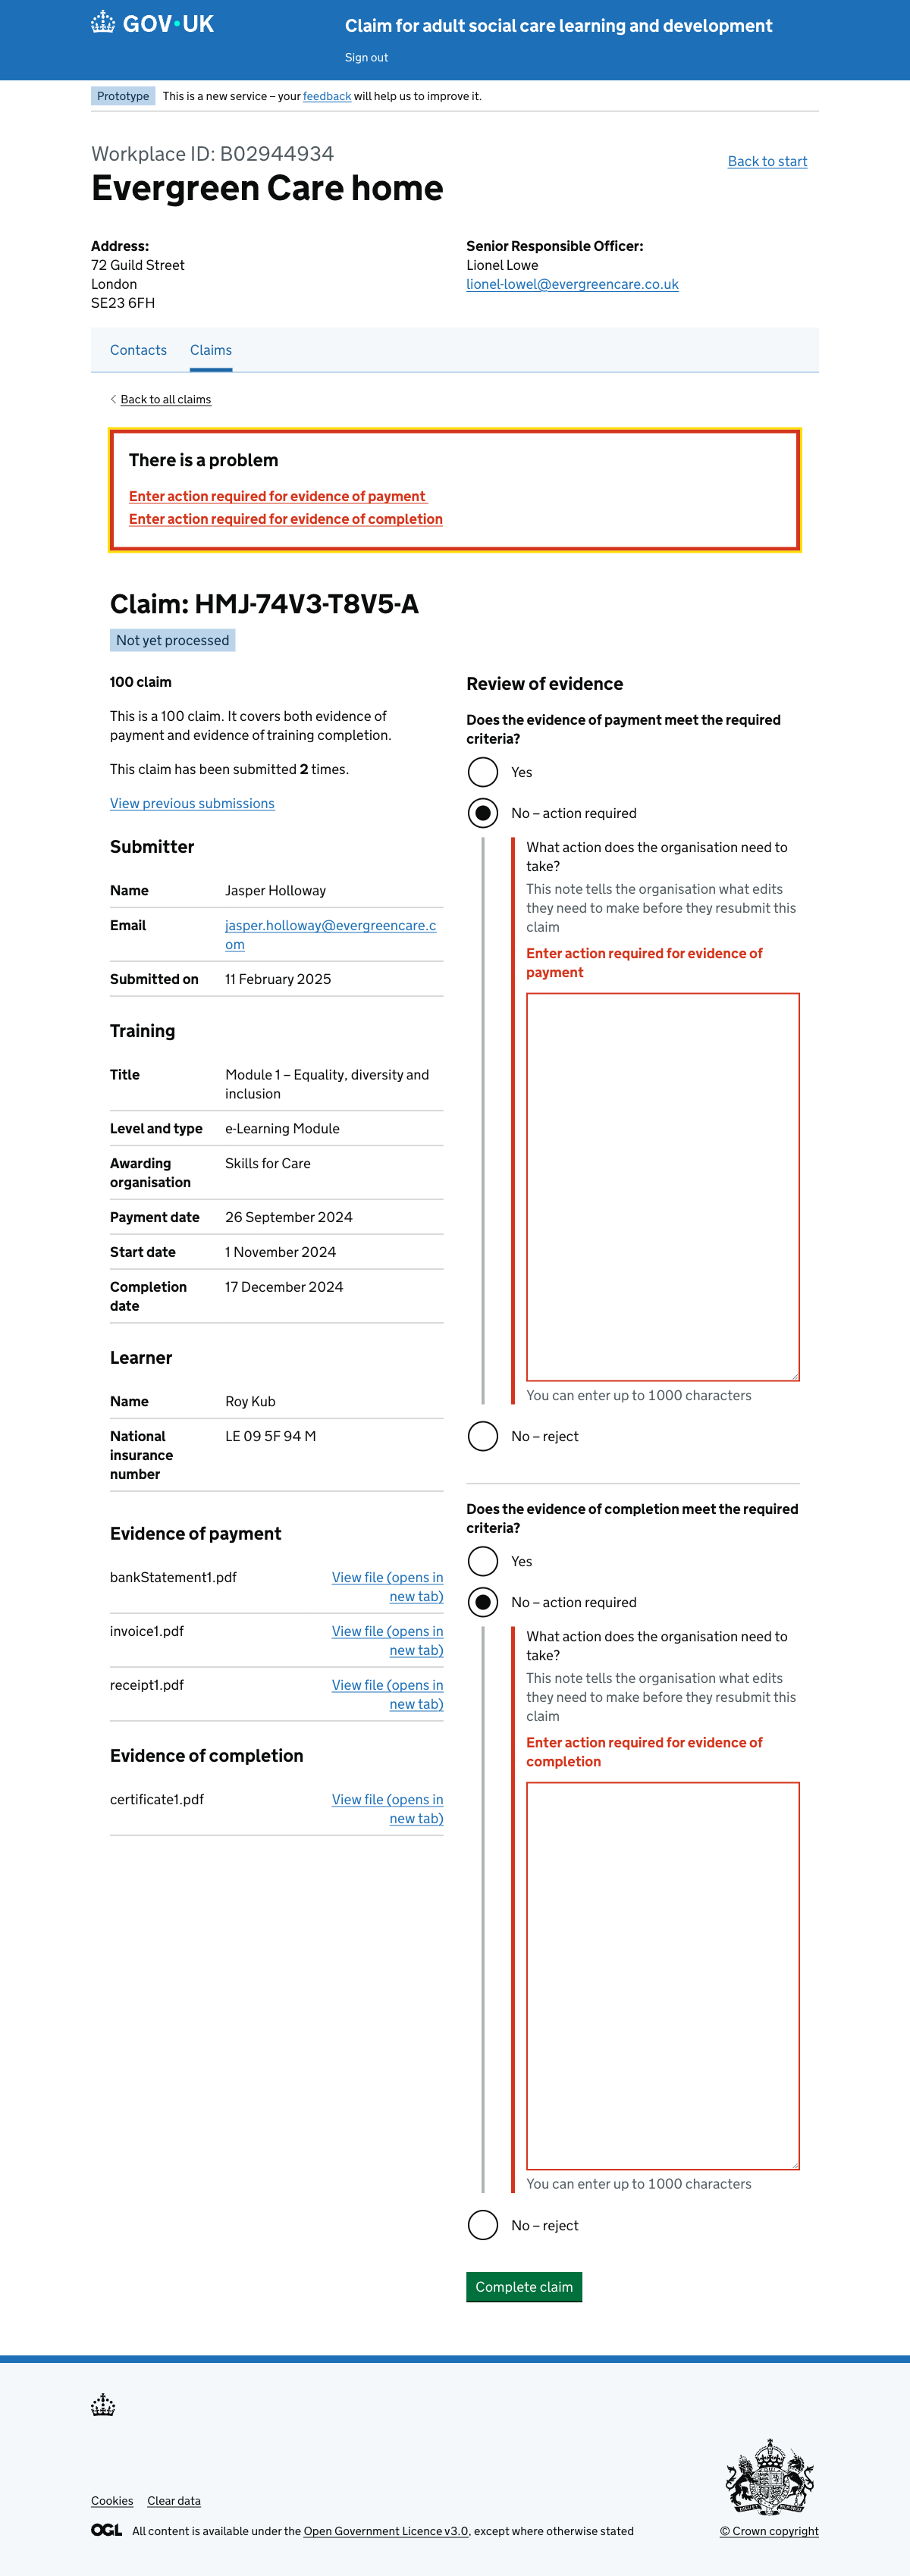 GOV·UK
Claim for adult social care learning and development
Sign out
Prototype
This is a new service – your feedback will help us to improve it.
Workplace ID: B02944934
Evergreen Care home
Back to start
Address:
72 Guild Street
London
SE23 6FH
Senior Responsible Officer:
Lionel Lowe
lionel-lowel@evergreencare.co.uk
Contacts
Claims
Back to all claims
There is a problem
Enter action required for evidence of payment
Enter action required for evidence of completion
Claim: HMJ-74V3-T8V5-A
Not yet processed
100 claim
This is a 100 claim. It covers both evidence of
payment and evidence of training completion.
This claim has been submitted 2 times.
View previous submissions
Submitter
Name
Jasper Holloway
Email
jasper.holloway@evergreencare.c
om
Submitted on
11 February 2025
Training
Title
Module 1 – Equality, diversity and
inclusion
Level and type
e-Learning Module
Awarding
organisation
Skills for Care
Payment date
26 September 2024
Start date
1 November 2024
Completion
date
17 December 2024
Learner
Name
Roy Kub
National
insurance
number
LE 09 5F 94 M
Evidence of payment
bankStatement1.pdf
View file (opens in
new tab)
invoice1.pdf
View file (opens in
new tab)
receipt1.pdf
View file (opens in
new tab)
Evidence of completion
certificate1.pdf
View file (opens in
new tab)
Review of evidence
Does the evidence of payment meet the required
criteria?
Yes
No – action required
What action does the organisation need to
take?
This note tells the organisation what edits
they need to make before they resubmit this
claim
Enter action required for evidence of
payment
You can enter up to 1000 characters
No – reject
Does the evidence of completion meet the required
criteria?
Yes
No – action required
What action does the organisation need to
take?
This note tells the organisation what edits
they need to make before they resubmit this
claim
Enter action required for evidence of
completion
You can enter up to 1000 characters
No – reject
Complete claim
Cookies
Clear data
OGL
All content is available under the Open Government Licence v3.0, except where otherwise stated
© Crown copyright